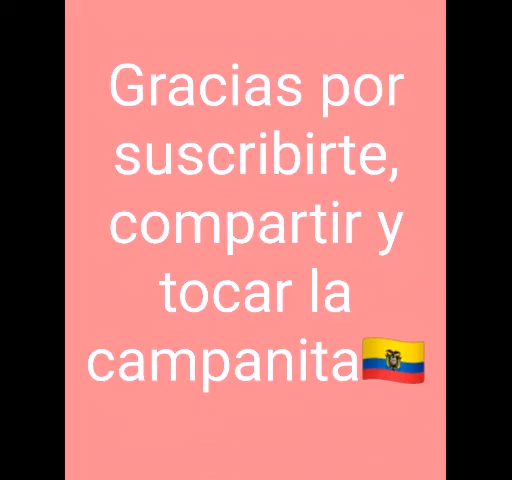 Gracias por
suscribirte,
compartir y
tocar la
campanita🇪🇨